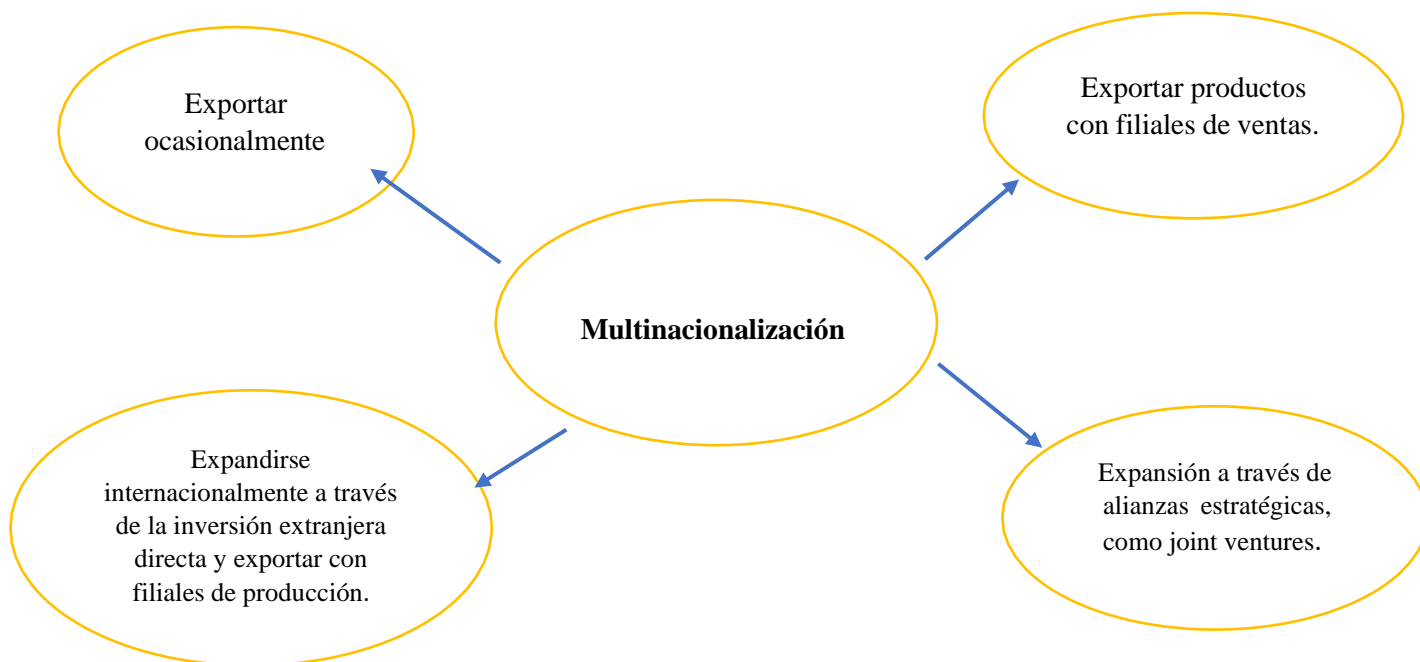 Exportar
ocasionalmente
Exportar productos
con filiales de ventas.
Multinacionalización
Expandirse
internacionalmente a través
de la inversión extranjera
directa y exportar con
filiales de producción.
Expansión a través de
alianzas estratégicas,
como joint ventures.